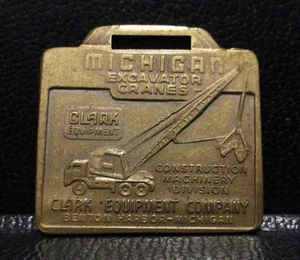 MICHIGAN
EXCAVATOR
CRANES
CLARK
EQUIPMENT
CONSTRUCTION
MACHINERY
DIVISION
CLARK EQUIPMENT COMPANY
BENTON HARBOR-MICHIGAN